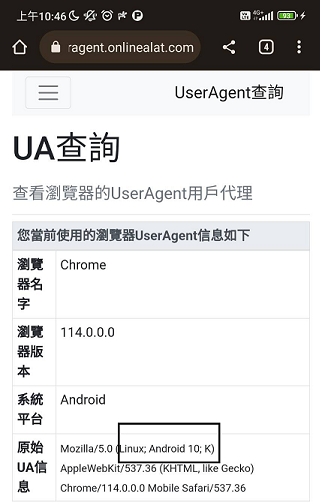 上午10:46
4G+
93
ragent.onlinealat.com
4
UserAgent查詢
UA查詢
查看瀏覽器的UserAgent用戶代理
您當前使用的瀏覽器UserAgent信息如下
瀏覽器名字 Chrome
瀏覽器版本 114.0.0.0
系統平台 Android
原始UA信息 Mozilla/5.0 (Linux; Android 10; K)
AppleWebKit/537.36 (KHTML, like Gecko)
Chrome/114.0.0.0 Mobile Safari/537.36